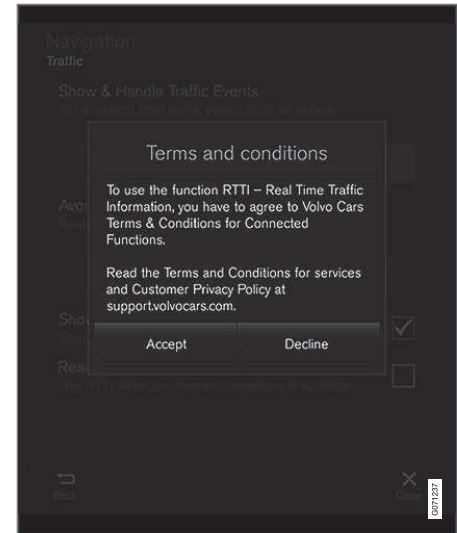 Navigation
Traffic
Show & Handle Traffic Events
Terms and conditions
To use the function RTTI – Real Time Traffic
Information, you have to agree to Volvo Cars
Terms & Conditions for Connected
Functions.
Read the Terms and Conditions for services
and Customer Privacy Policy at
support.volvocars.com.
Accept
Decline
Back
Close
G071237